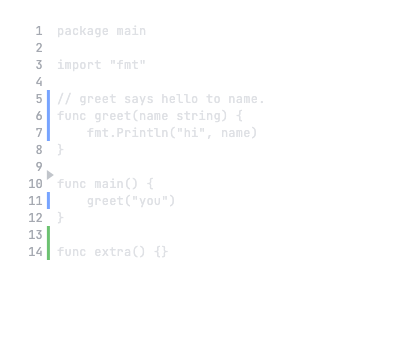 1 package main
2
3 import "fmt"
4
5 // greet says hello to name.
6 func greet(name string) {
7     fmt.Println("hi", name)
8 }
9
10 func main() {
11     greet("you")
12 }
13
14 func extra() {}